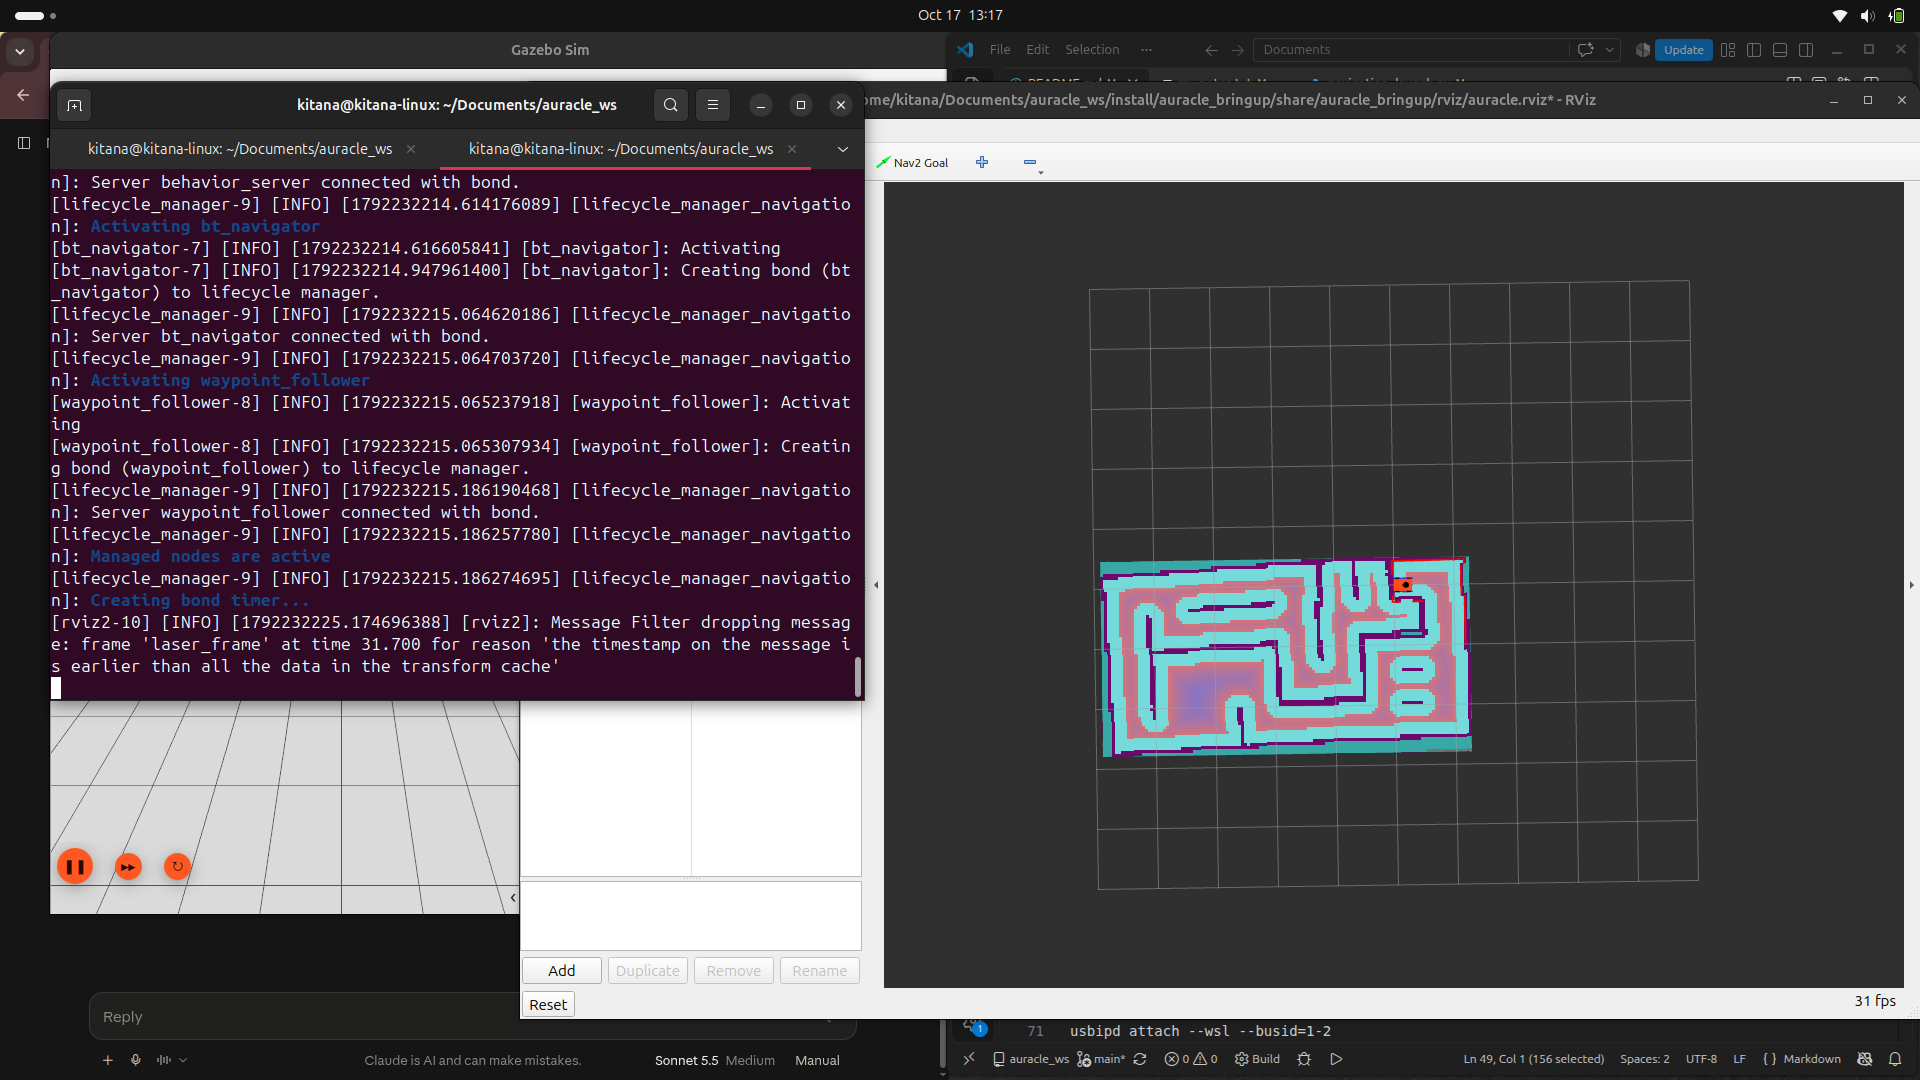 Oct 17 13:17
Gazebo Sim
File Edit Selection ··· Documents Update
kitana@kitana-linux: ~/Documents/auracle_ws
ome/kitana/Documents/auracle_ws/install/auracle_bringup/share/auracle_bringup/rviz/auracle.rviz* - RViz
kitana@kitana-linux: ~/Documents/auracle_ws kitana@kitana-linux: ~/Documents/auracle_ws
Nav2 Goal
n]: Server behavior_server connected with bond.
[lifecycle_manager-9] [INFO] [1792232214.614176089] [lifecycle_manager_navigatio
n]: Activating bt_navigator
[bt_navigator-7] [INFO] [1792232214.616605841] [bt_navigator]: Activating
[bt_navigator-7] [INFO] [1792232214.947961400] [bt_navigator]: Creating bond (bt
_navigator) to lifecycle manager.
[lifecycle_manager-9] [INFO] [1792232215.064620186] [lifecycle_manager_navigatio
n]: Server bt_navigator connected with bond.
[lifecycle_manager-9] [INFO] [1792232215.064703720] [lifecycle_manager_navigatio
n]: Activating waypoint_follower
[waypoint_follower-8] [INFO] [1792232215.065237918] [waypoint_follower]: Activat
ing
[waypoint_follower-8] [INFO] [1792232215.065307934] [waypoint_follower]: Creatin
g bond (waypoint_follower) to lifecycle manager.
[lifecycle_manager-9] [INFO] [1792232215.186190468] [lifecycle_manager_navigatio
n]: Server waypoint_follower connected with bond.
[lifecycle_manager-9] [INFO] [1792232215.186257780] [lifecycle_manager_navigatio
n]: Managed nodes are active
[lifecycle_manager-9] [INFO] [1792232215.186274695] [lifecycle_manager_navigatio
n]: Creating bond timer...
[rviz2-10] [INFO] [1792232225.174696388] [rviz2]: Message Filter dropping messag
e: frame 'laser_frame' at time 31.700 for reason 'the timestamp on the message i
s earlier than all the data in the transform cache'
Add Duplicate Remove Rename
Reset
31 fps
Reply
Claude is AI and can make mistakes. Sonnet 5.5 Medium Manual
1
71 usbipd attach --wsl --busid=1-2
auracle_ws main* 0 0 Build Ln 49, Col 1 (156 selected) Spaces: 2 UTF-8 LF { } Markdown